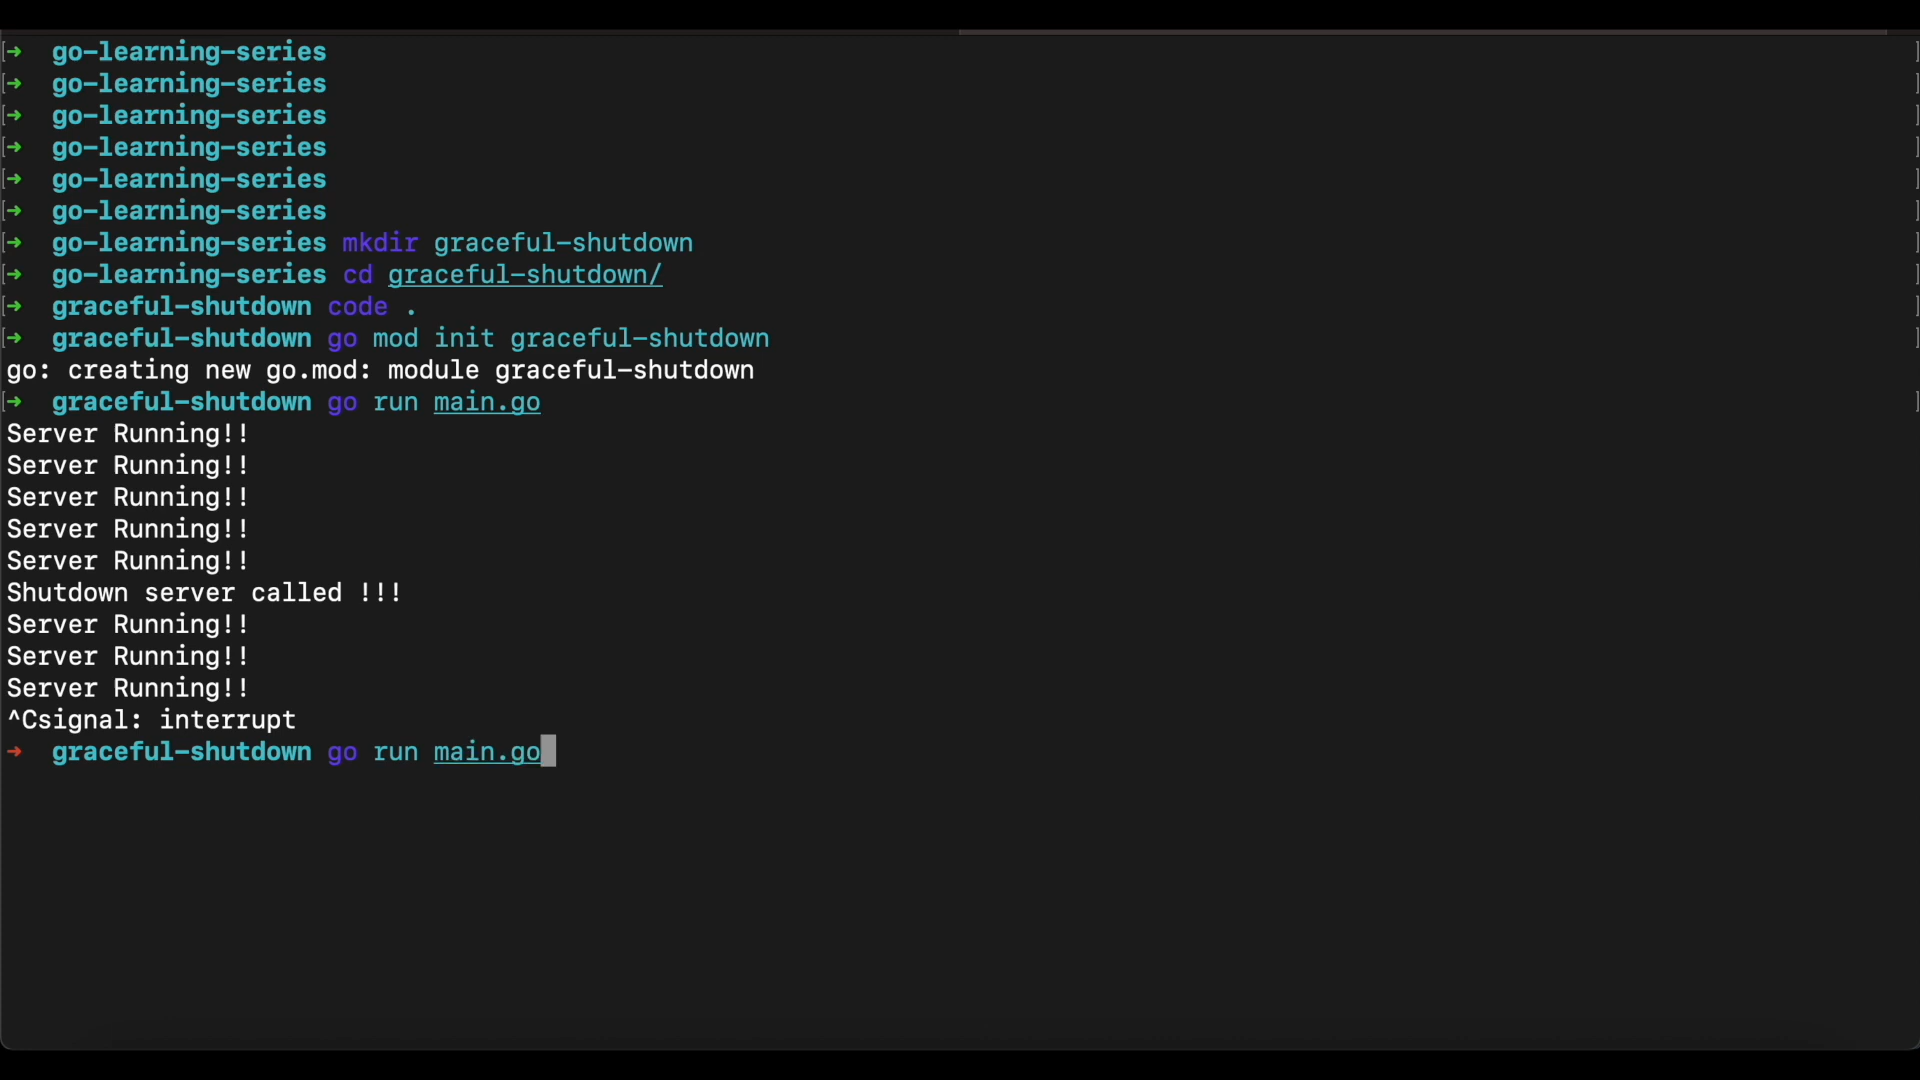 ➜ go-learning-series
➜ go-learning-series
➜ go-learning-series
➜ go-learning-series
➜ go-learning-series
➜ go-learning-series
➜ go-learning-series mkdir graceful-shutdown
➜ go-learning-series cd graceful-shutdown/
➜ graceful-shutdown code .
➜ graceful-shutdown go mod init graceful-shutdown
go: creating new go.mod: module graceful-shutdown
➜ graceful-shutdown go run main.go
Server Running!!
Server Running!!
Server Running!!
Server Running!!
Server Running!!
Shutdown server called !!!
Server Running!!
Server Running!!
Server Running!!
^Csignal: interrupt
➜ graceful-shutdown go run main.go